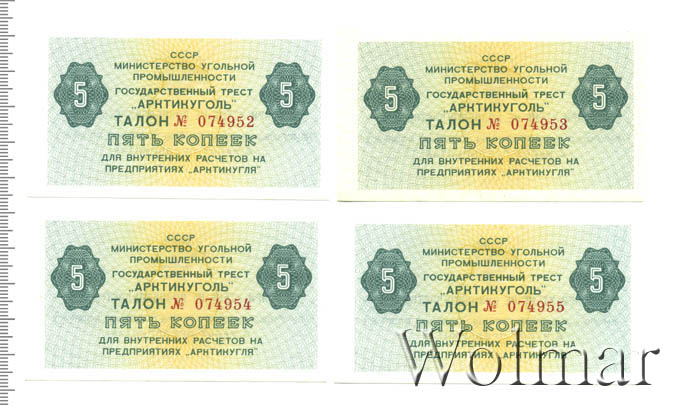 СССР
МИНИСТЕРСТВО УГОЛЬНОЙ
ПРОМЫШЛЕННОСТИ
ГОСУДАРСТВЕННЫЙ ТРЕСТ
5 „АРКТИКУГОЛЬ" 5
ТАЛОН № 074952
ПЯТЬ КОПЕЕК
ДЛЯ ВНУТРЕННИХ РАСЧЕТОВ НА
ПРЕДПРИЯТИЯХ „АРКТИКУГЛЯ"
СССР
МИНИСТЕРСТВО УГОЛЬНОЙ
ПРОМЫШЛЕННОСТИ
ГОСУДАРСТВЕННЫЙ ТРЕСТ
5 „АРКТИКУГОЛЬ" 5
ТАЛОН № 074953
ПЯТЬ КОПЕЕК
ДЛЯ ВНУТРЕННИХ РАСЧЕТОВ НА
ПРЕДПРИЯТИЯХ „АРКТИКУГЛЯ"
СССР
МИНИСТЕРСТВО УГОЛЬНОЙ
ПРОМЫШЛЕННОСТИ
ГОСУДАРСТВЕННЫЙ ТРЕСТ
5 „АРКТИКУГОЛЬ" 5
ТАЛОН № 074954
ПЯТЬ КОПЕЕК
ДЛЯ ВНУТРЕННИХ РАСЧЕТОВ НА
ПРЕДПРИЯТИЯХ „АРКТИКУГЛЯ"
СССР
МИНИСТЕРСТВО УГОЛЬНОЙ
ПРОМЫШЛЕННОСТИ
ГОСУДАРСТВЕННЫЙ ТРЕСТ
5 „АРКТИКУГОЛЬ" 5
ТАЛОН № 074955
ПЯТЬ КОПЕЕК
ДЛЯ ВНУТРЕННИХ РАСЧЕТОВ НА
ПРЕДПРИЯТИЯХ „АРКТИКУГЛЯ"
Wolmar